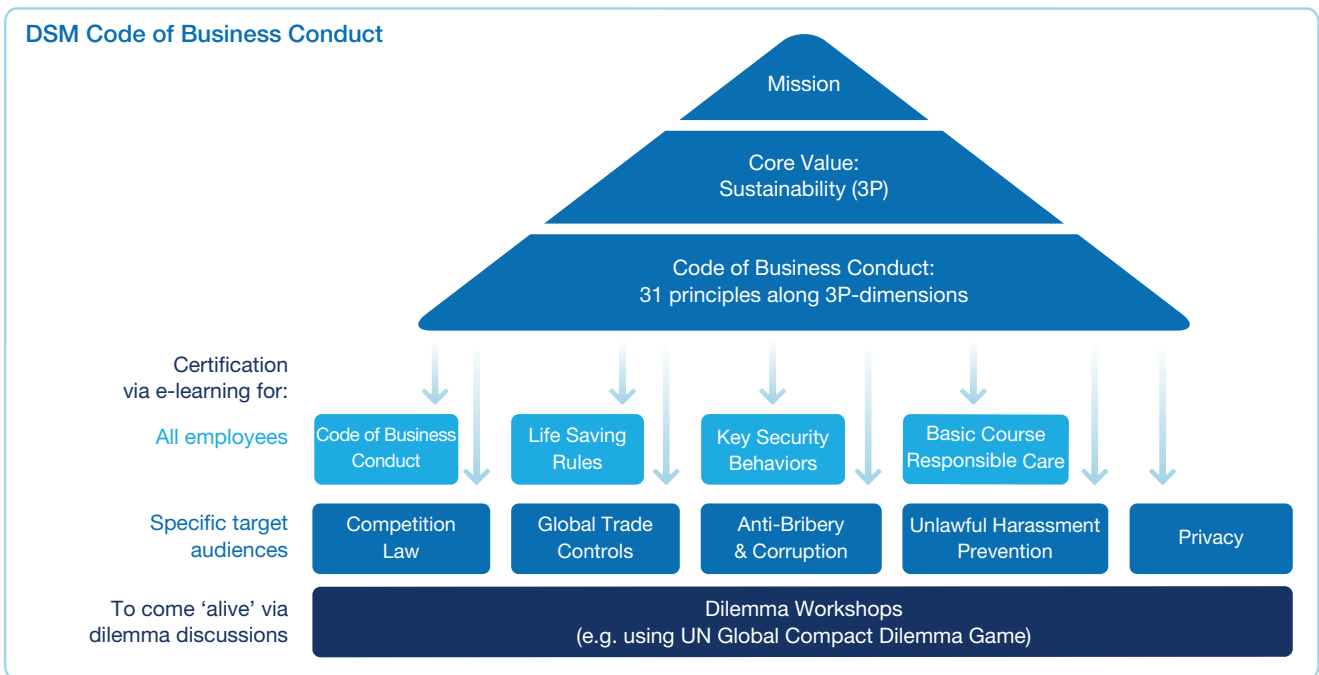 DSM Code of Business Conduct
Mission
Core Value:
Sustainability (3P)
Code of Business Conduct:
31 principles along 3P-dimensions
Certification
via e-learning for:
All employees
Code of Business
Conduct
Life Saving
Rules
Key Security
Behaviors
Basic Course
Responsible Care
Specific target
audiences
Competition
Law
Global Trade
Controls
Anti-Bribery
& Corruption
Unlawful Harassment
Prevention
Privacy
To come ‘alive’ via
dilemma discussions
Dilemma Workshops
(e.g. using UN Global Compact Dilemma Game)